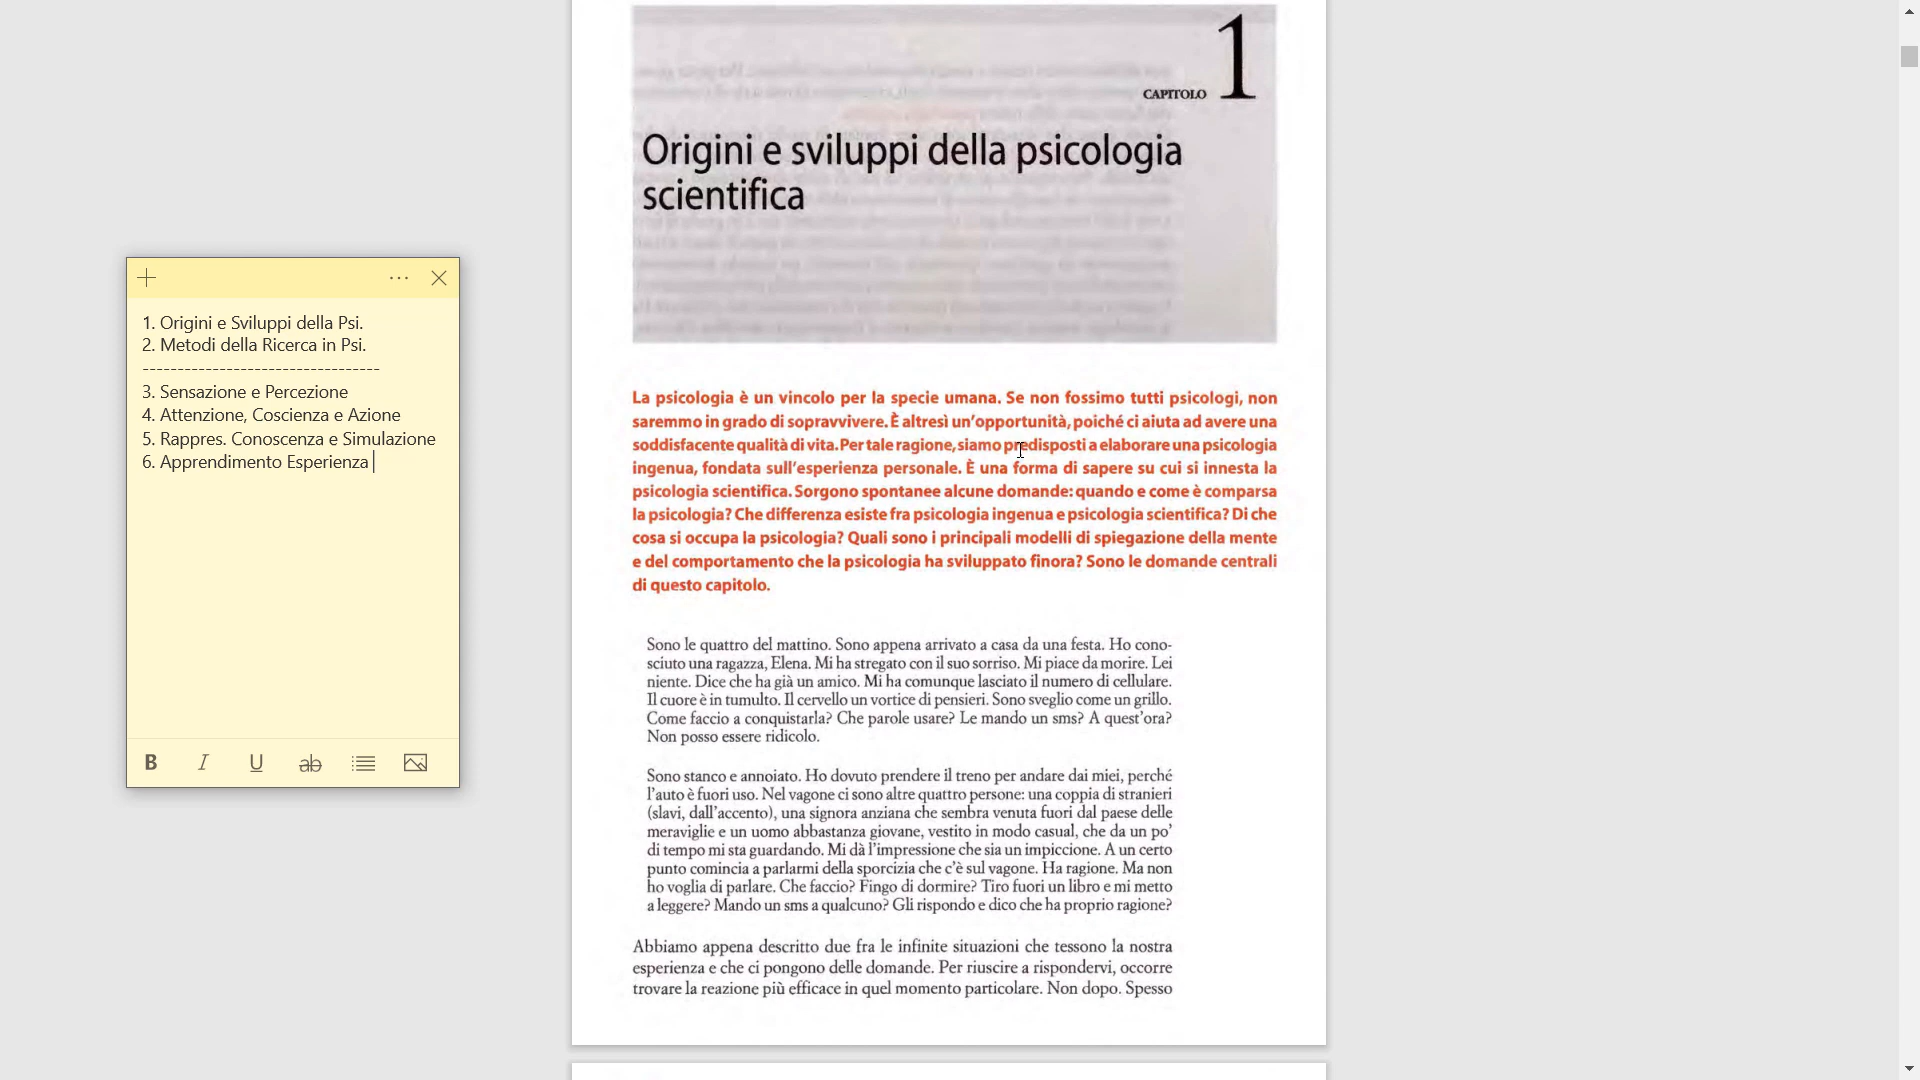 1. Origini e Sviluppi della Psi.
2. Metodi della Ricerca in Psi.
----------------------------------
3. Sensazione e Percezione
4. Attenzione, Coscienza e Azione
5. Rappres. Conoscenza e Simulazione
6. Apprendimento Esperienza
B I U ab
CAPITOLO 1
Origini e sviluppi della psicologia
scientifica
La psicologia è un vincolo per la specie umana. Se non fossimo tutti psicologi, non
saremmo in grado di sopravvivere. È altresì un'opportunità, poiché ci aiuta ad avere una
soddisfacente qualità di vita. Per tale ragione, siamo predisposti a elaborare una psicologia
ingenua, fondata sull'esperienza personale. È una forma di sapere su cui si innesta la
psicologia scientifica. Sorgono spontanee alcune domande: quando e come è comparsa
la psicologia? Che differenza esiste fra psicologia ingenua e psicologia scientifica? Di che
cosa si occupa la psicologia? Quali sono i principali modelli di spiegazione della mente
e del comportamento che la psicologia ha sviluppato finora? Sono le domande centrali
di questo capitolo.
Sono le quattro del mattino. Sono appena arrivato a casa da una festa. Ho cono-
sciuto una ragazza, Elena. Mi ha stregato con il suo sorriso. Mi piace da morire. Lei
niente. Dice che ha già un amico. Mi ha comunque lasciato il numero di cellulare.
Il cuore è in tumulto. Il cervello un vortice di pensieri. Sono sveglio come un grillo.
Come faccio a conquistarla? Che parole usare? Le mando un sms? A quest'ora?
Non posso essere ridicolo.
Sono stanco e annoiato. Ho dovuto prendere il treno per andare dai miei, perché
l'auto è fuori uso. Nel vagone ci sono altre quattro persone: una coppia di stranieri
(slavi, dall'accento), una signora anziana che sembra venuta fuori dal paese delle
meraviglie e un uomo abbastanza giovane, vestito in modo casual, che da un po'
di tempo mi sta guardando. Mi dà l'impressione che sia un impiccione. A un certo
punto comincia a parlarmi della sporcizia che c'è sul vagone. Ha ragione. Ma non
ho voglia di parlare. Che faccio? Fingo di dormire? Tiro fuori un libro e mi metto
a leggere? Mando un sms a qualcuno? Gli rispondo e dico che ha proprio ragione?
Abbiamo appena descritto due fra le infinite situazioni che tessono la nostra
esperienza e che ci pongono delle domande. Per riuscire a rispondervi, occorre
trovare la reazione più efficace in quel momento particolare. Non dopo. Spesso